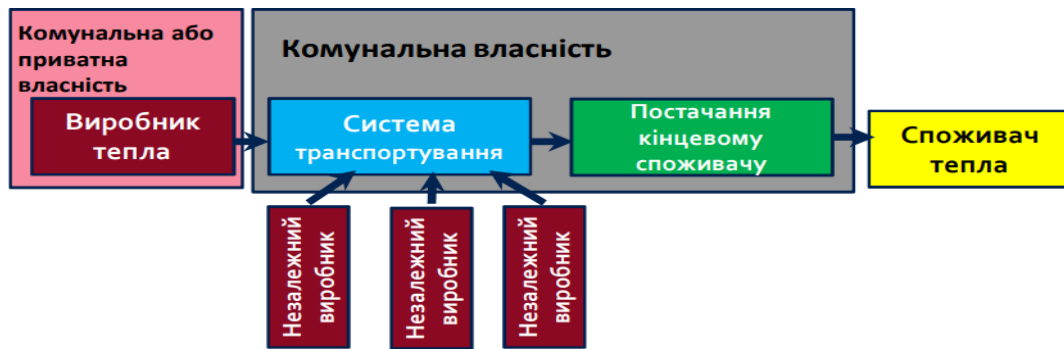 Комунальна або
приватна
власність
Виробник
тепла
Комунальна власність
Система
транспортування
Постачання
кінцевому
споживачу
Споживач
тепла
Незалежний
виробник
Незалежний
виробник
Незалежний
виробник